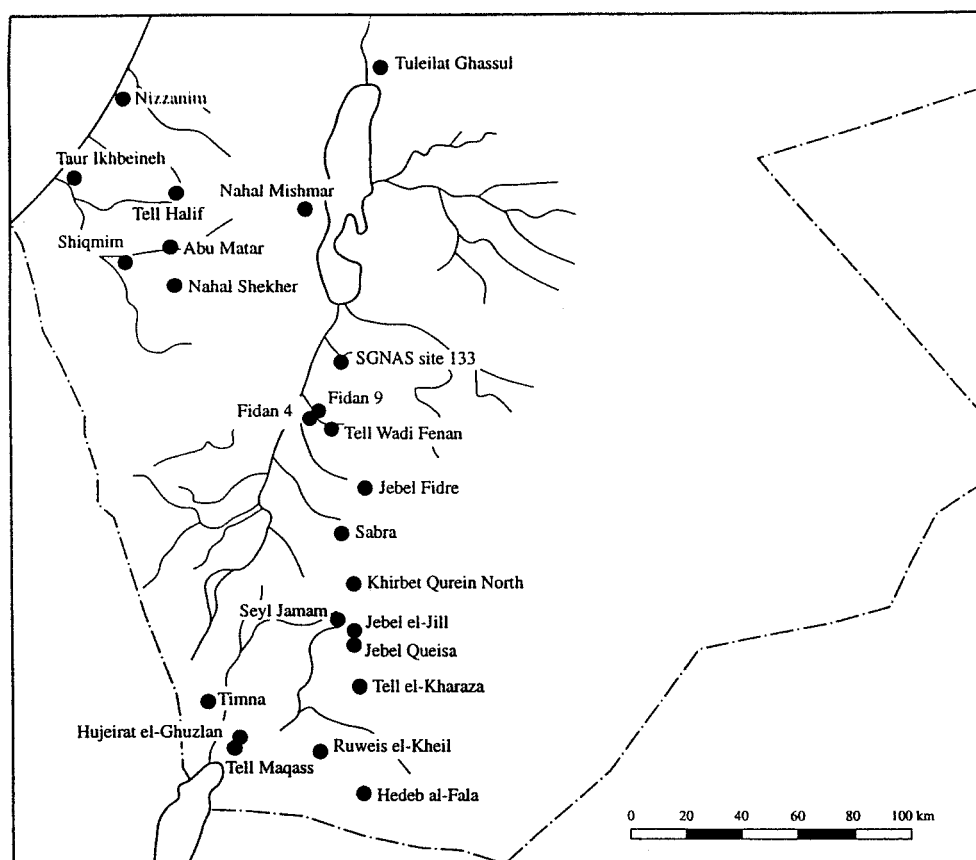 Tuleilat Ghassul
Nizzanim
Taur Ikhbeineh
Nahal Mishmar
Tell Halif
Shiqmim
Abu Matar
Nahal Shekher
SGNAS site 133
Fidan 9
Fidan 4
Tell Wadi Fenan
Jebel Fidre
Sabra
Khirbet Qurein North
Seyl Jamam
Jebel el-Jill
Jebel Queisa
Tell el-Kharaza
Timna
Hujeirat el-Ghuzlan
Ruweis el-Kheil
Tell Maqass
Hedeb al-Fala
0 20 40 60 80 100 km